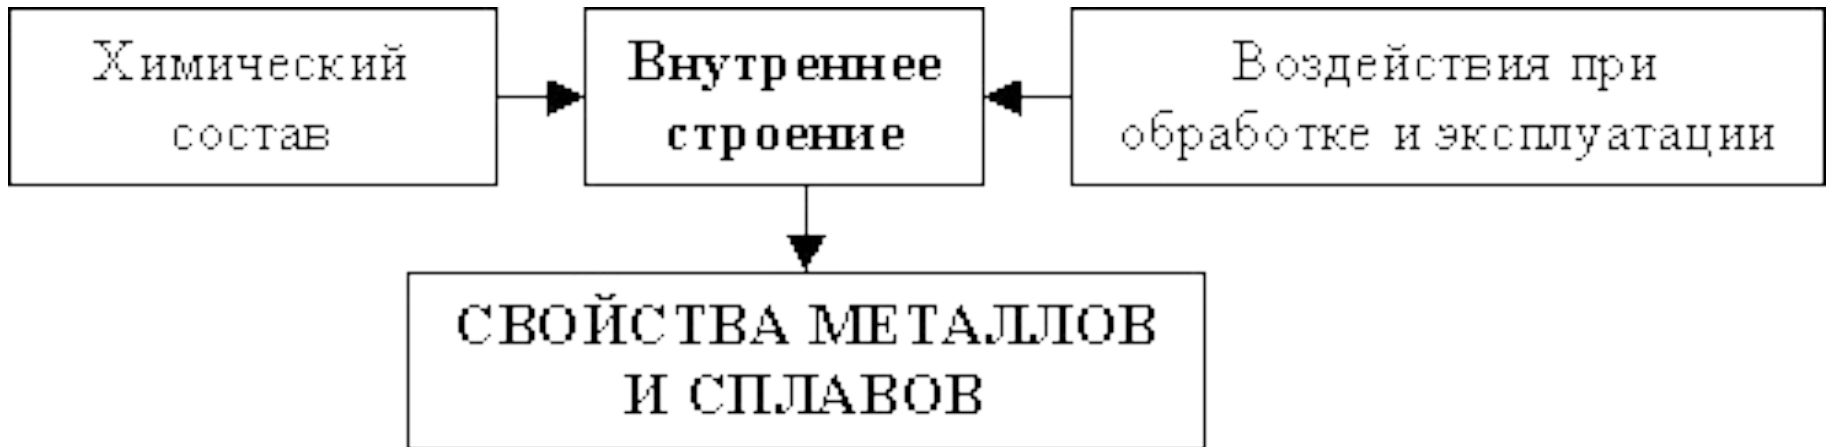 Химический
состав
Внутреннее
строение
Воздействия при
обработке и эксплуатации
СВОЙСТВА МЕТАЛЛОВ
И СПЛАВОВ